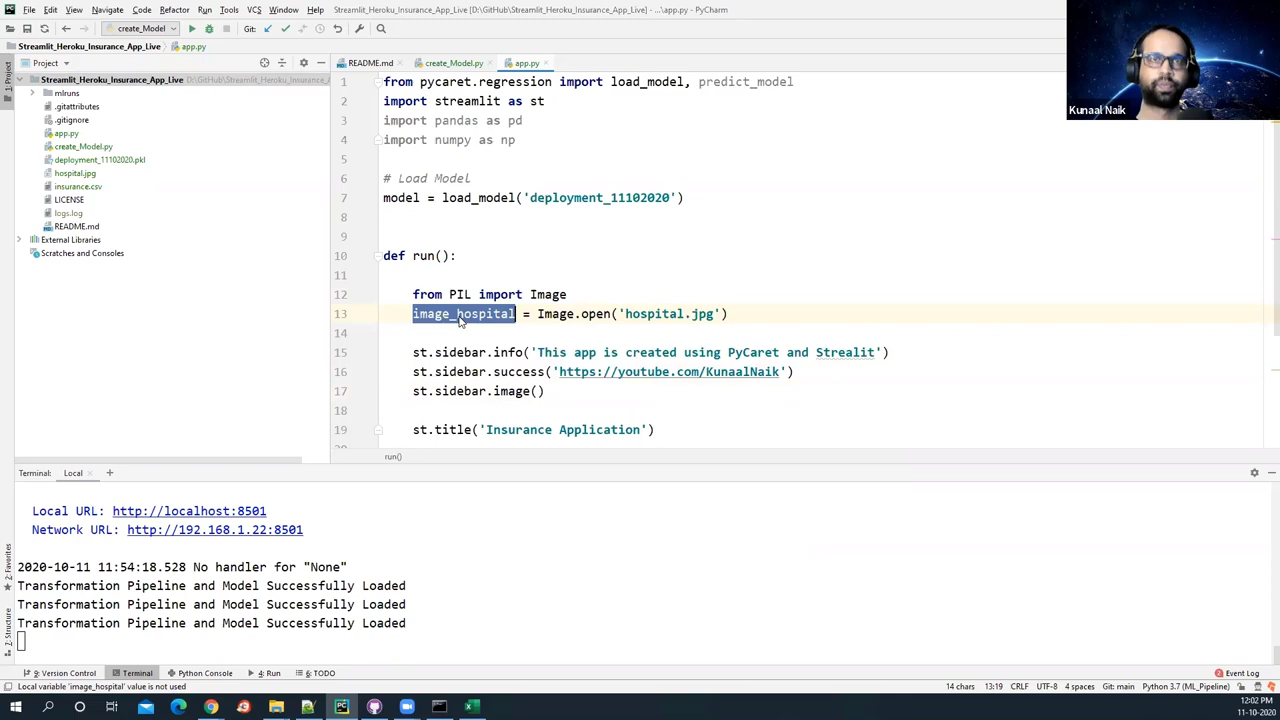 File Edit View Navigate Code Refactor Run Tools VCS Window Help Streamlit_Heroku_Insurance_App_Live - ...\app.py - PyCharm
create_Model Git:
Streamlit_Heroku_Insurance_App_Live app.py
Kunaal Naik
Project
README.md create_Model.py app.py
1: Project
Streamlit_Heroku_Insurance_App_Live D:\GitHub\Streamlit_Heroku_Insurance_A
mlruns
.gitattributes
.gitignore
app.py
create_Model.py
deployment_11102020.pkl
hospital.jpg
insurance.csv
LICENSE
logs.log
README.md
External Libraries
Scratches and Consoles
1 from pycaret.regression import load_model, predict_model
2 import streamlit as st
3 import pandas as pd
4 import numpy as np
5
6 # Load Model
7 model = load_model('deployment_11102020')
8
9
10 def run():
11
12 from PIL import Image
13 image_hospital = Image.open('hospital.jpg')
14
15 st.sidebar.info('This app is created using PyCaret and Strealit')
16 st.sidebar.success('https://youtube.com/KunaalNaik')
17 st.sidebar.image()
18
19 st.title('Insurance Application')
run()
Terminal: Local
Local URL: http://localhost:8501
Network URL: http://192.168.1.22:8501
2020-10-11 11:54:18.528 No handler for "None"
Transformation Pipeline and Model Successfully Loaded
Transformation Pipeline and Model Successfully Loaded
Transformation Pipeline and Model Successfully Loaded
2: Favorites
7: Structure
9: Version Control Terminal Python Console 4: Run 6: TODO 2 Event Log
Local variable 'image_hospital' value is not used 14 chars 13:19 CRLF UTF-8 4 spaces Git: main Python 3.7 (ML_Pipeline)
12:02 PM
11-10-2020